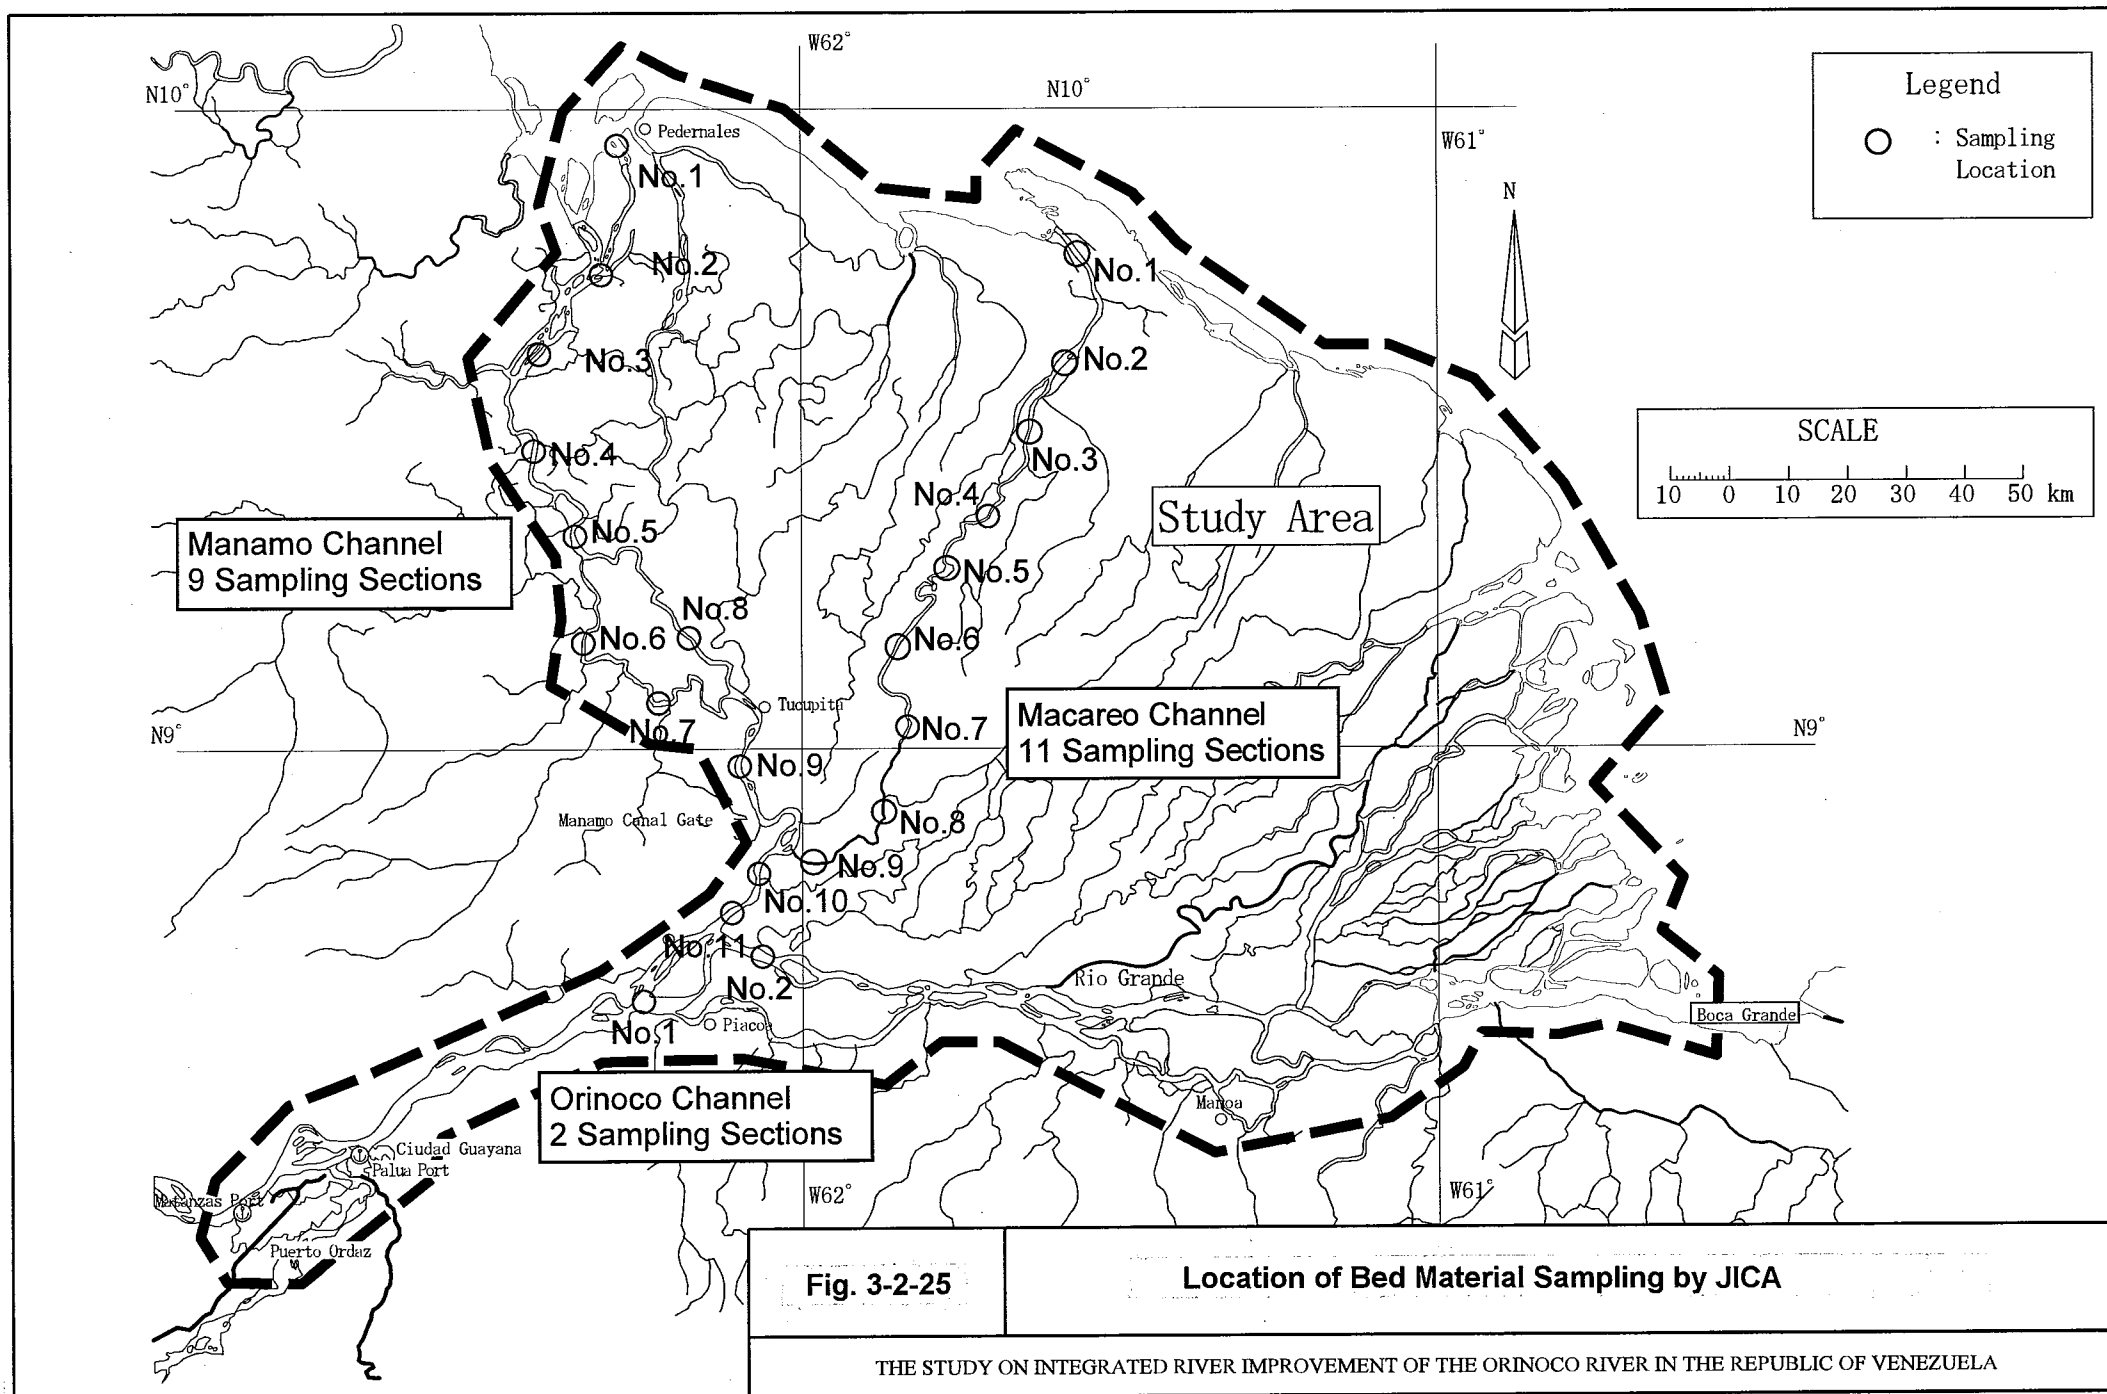 W62°
N10°
N10°
Legend
: Sampling
Location
Pedernales
W61°
No.1
N
No.2
No.1
No.3
No.2
No.4
No.3
SCALE
10 0 10 20 30 40 50 km
No.4
Study Area
Manamo Channel
9 Sampling Sections
No.5
No.5
No.8
No.6
No.6
Tucupita
Macareo Channel
11 Sampling Sections
No.7
No.7
N9°
N9°
No.9
Manamo Canal Gate
No.8
No.9
No.10
No.11
No.2
Rio Grande
No.1
Piacoa
Boca Grande
Orinoco Channel
2 Sampling Sections
Manoa
Ciudad Guayana
Palua Port
Matanzas Port
W62°
W61°
Puerto Ordaz
Fig. 3-2-25
Location of Bed Material Sampling by JICA
THE STUDY ON INTEGRATED RIVER IMPROVEMENT OF THE ORINOCO RIVER IN THE REPUBLIC OF VENEZUELA